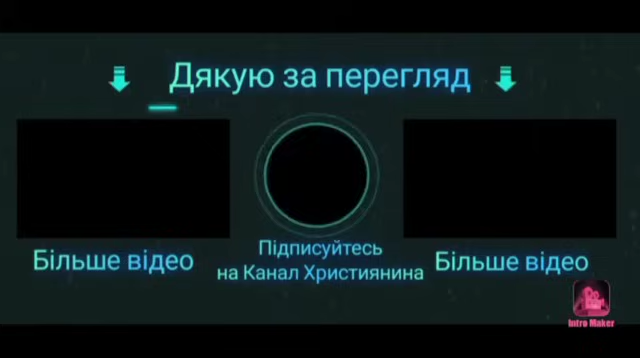 Дякую за перегляд
Більше відео
Підписуйтесь
на Канал Християнина
Більше відео
Intro Maker